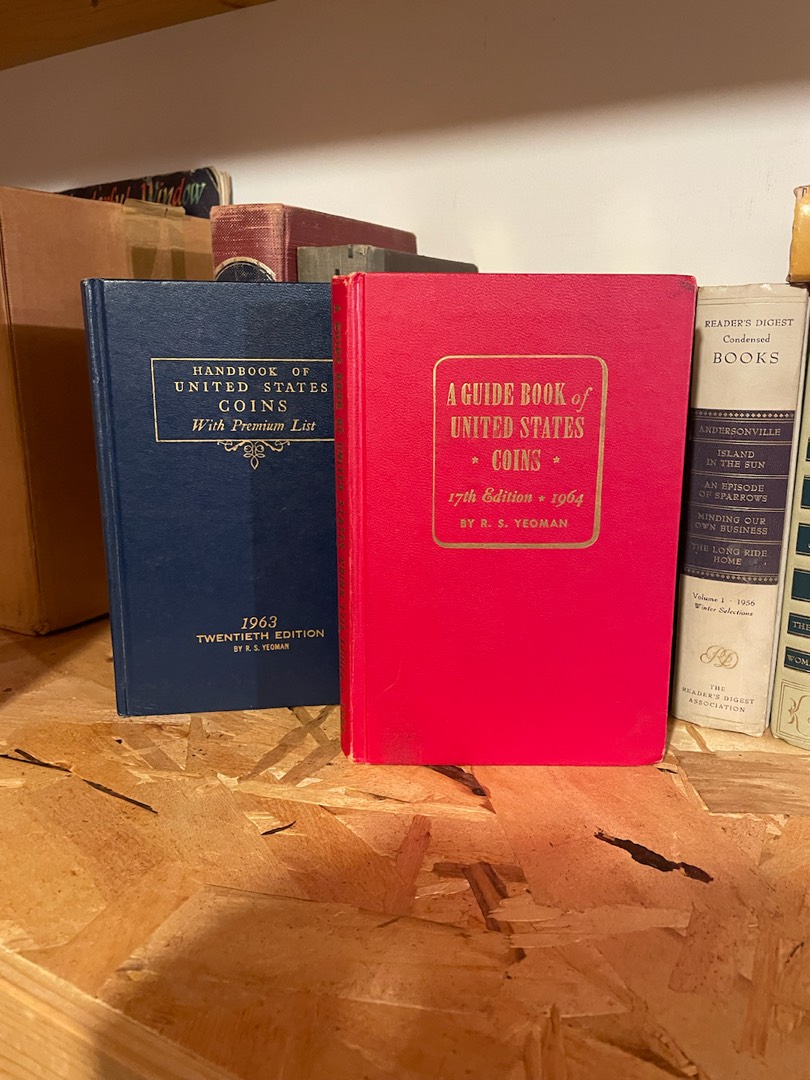 Window
HANDBOOK OF
UNITED STATES
COINS
With Premium List
1963
TWENTIETH EDITION
BY R. S. YEOMAN
A GUIDE BOOK of
UNITED STATES
COINS
17th Edition ★ 1964
BY R. S. YEOMAN
READER'S DIGEST
Condensed
BOOKS
ANDERSONVILLE
ISLAND
IN THE SUN
AN EPISODE
OF SPARROWS
MINDING OUR
OWN BUSINESS
THE LONG RIDE
HOME
Volume 1 · 1956
Winter Selections
THE
READER'S DIGEST
ASSOCIATION
THE